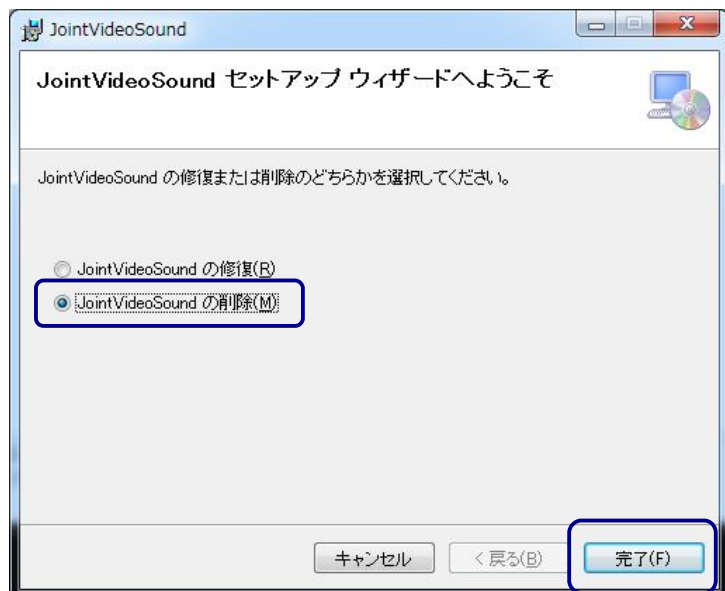 JointVideoSound
JointVideoSound セットアップ ウィザードへようこそ
JointVideoSound の修復または削除のどちらかを選択してください。
JointVideoSound の修復(R)
JointVideoSound の削除(M)
キャンセル
< 戻る(B)
完了(F)